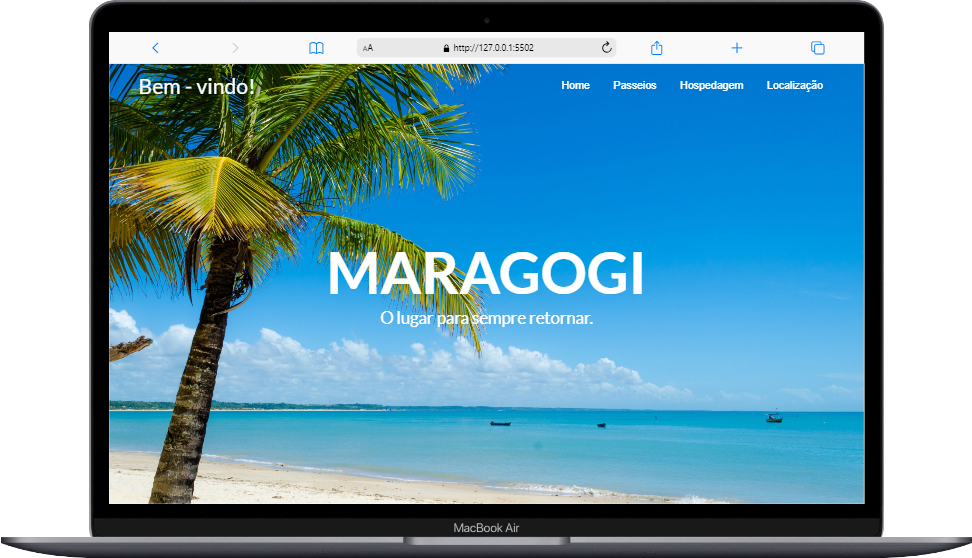 AA http://127.0.0.1:5502
Bem - vindo!
Home Passeios Hospedagem Localização
MARAGOGI
O lugar para sempre retornar.
MacBook Air